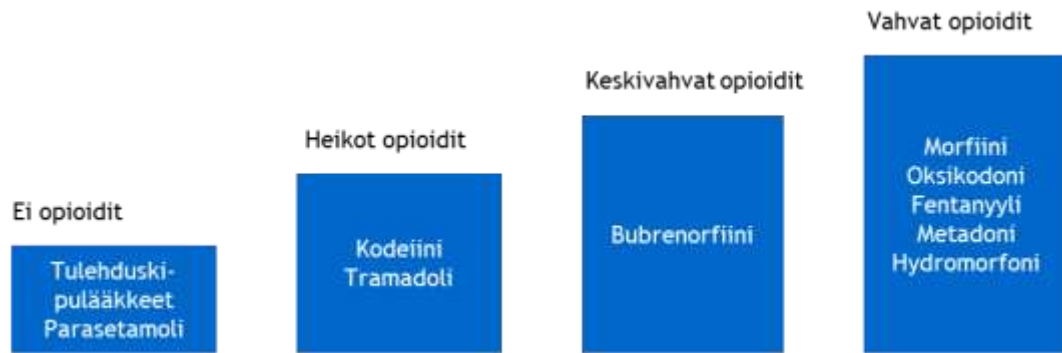 Ei opioidit
Tulehduski-
pulääkkeet
Parasetamoli
Heikot opioidit
Kodeiini
Tramadoli
Keskivahvat opioidit
Bubrenorfiini
Vahvat opioidit
Morfiini
Oksikodoni
Fentanyyli
Metadoni
Hydromorfoni